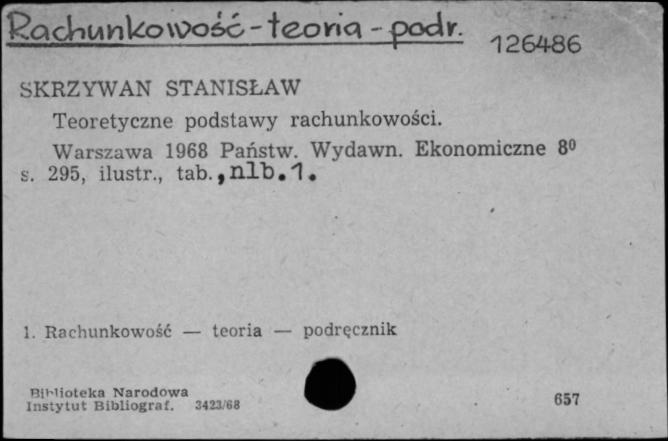 Rachunkowość - teoria - podr.
126486
SKRZYWAN STANISŁAW
Teoretyczne podstawy rachunkowości.
Warszawa 1968 Państw. Wydawn. Ekonomiczne 8⁰
s. 295, ilustr., tab., nlb.1.
1. Rachunkowość — teoria — podręcznik
Biblioteka Narodowa
Instytut Bibliograf. 3423/68
657